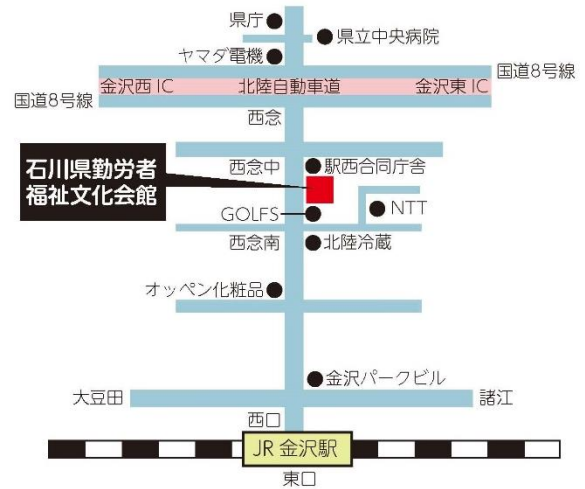 県庁
県立中央病院
ヤマダ電機
国道8号線
金沢西 IC
北陸自動車道
金沢東 IC
国道8号線
西念
石川県勤労者
福祉文化会館
西念中
駅西合同庁舎
GOLFS
NTT
西念南
北陸冷蔵
オッペン化粧品
金沢パークビル
大豆田
諸江
西口
JR 金沢駅
東口